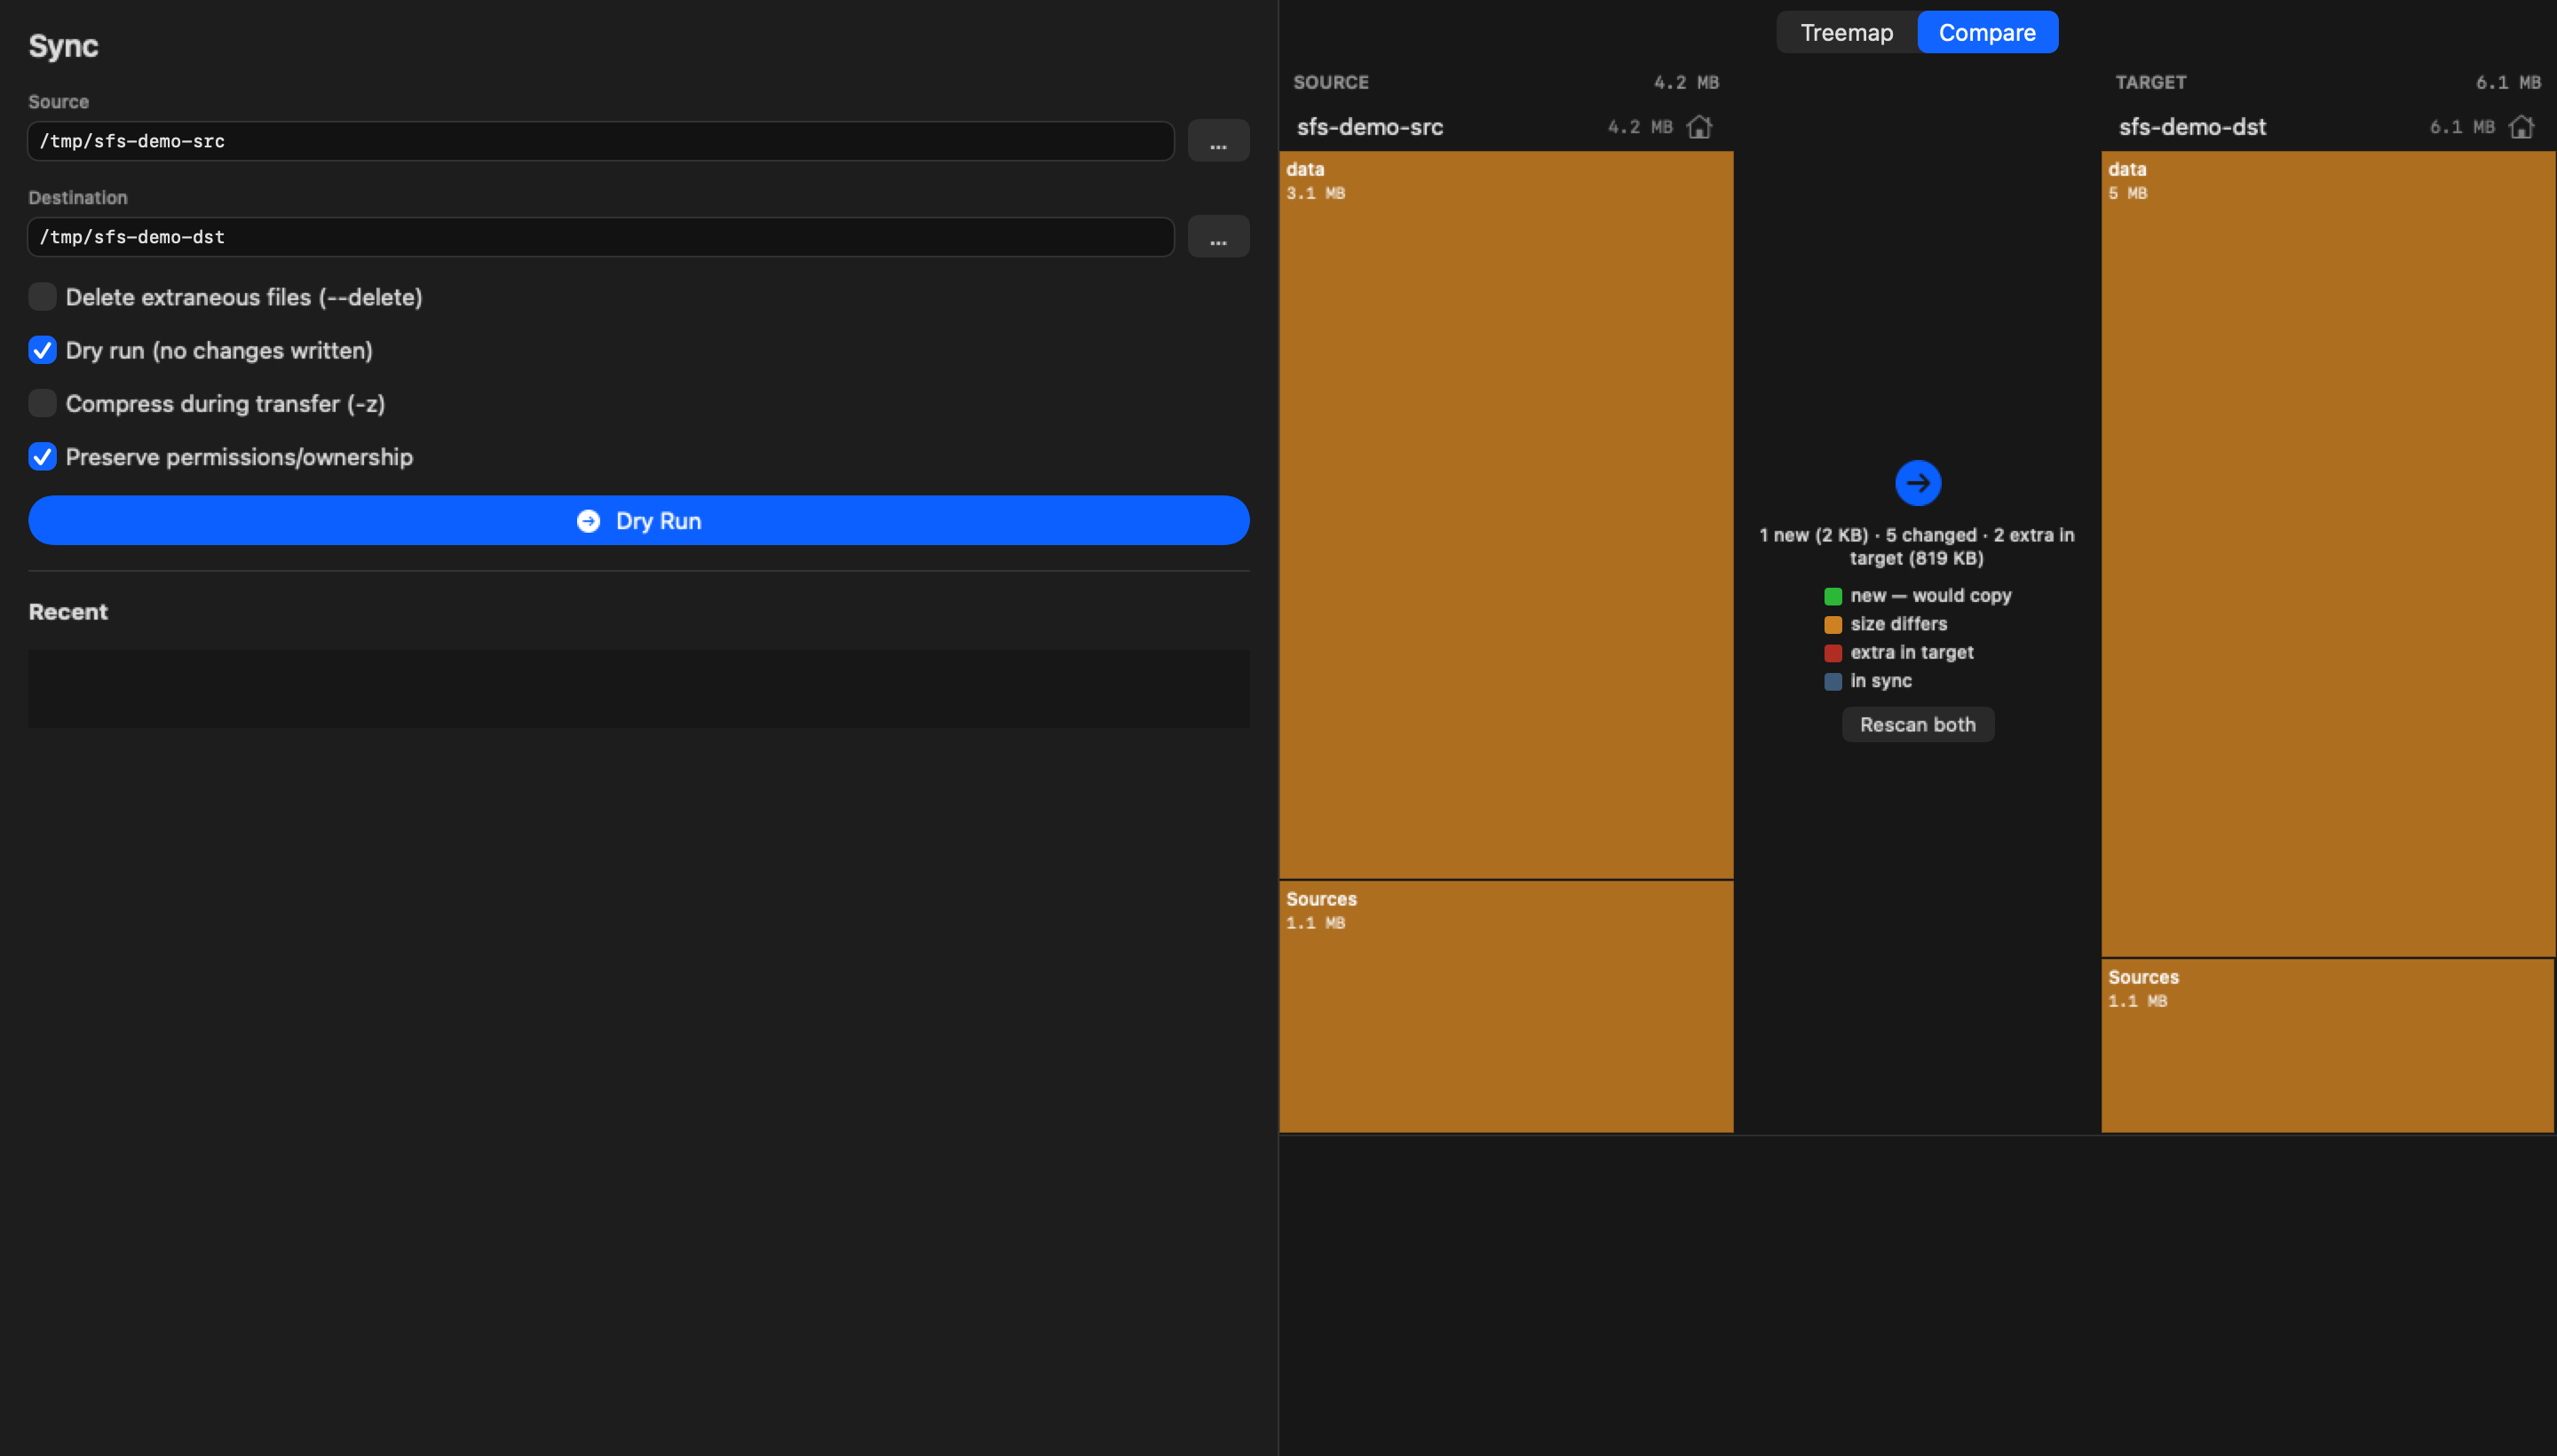 Sync
Source
/tmp/sfs-demo-src
...
Destination
/tmp/sfs-demo-dst
...
Delete extraneous files (--delete)
Dry run (no changes written)
Compress during transfer (-z)
Preserve permissions/ownership
Dry Run
Recent
Treemap
Compare
SOURCE
4.2 MB
sfs-demo-src
4.2 MB
data
3.1 MB
Sources
1.1 MB
1 new (2 KB) · 5 changed · 2 extra in
target (819 KB)
new — would copy
size differs
extra in target
in sync
Rescan both
TARGET
6.1 MB
sfs-demo-dst
6.1 MB
data
5 MB
Sources
1.1 MB